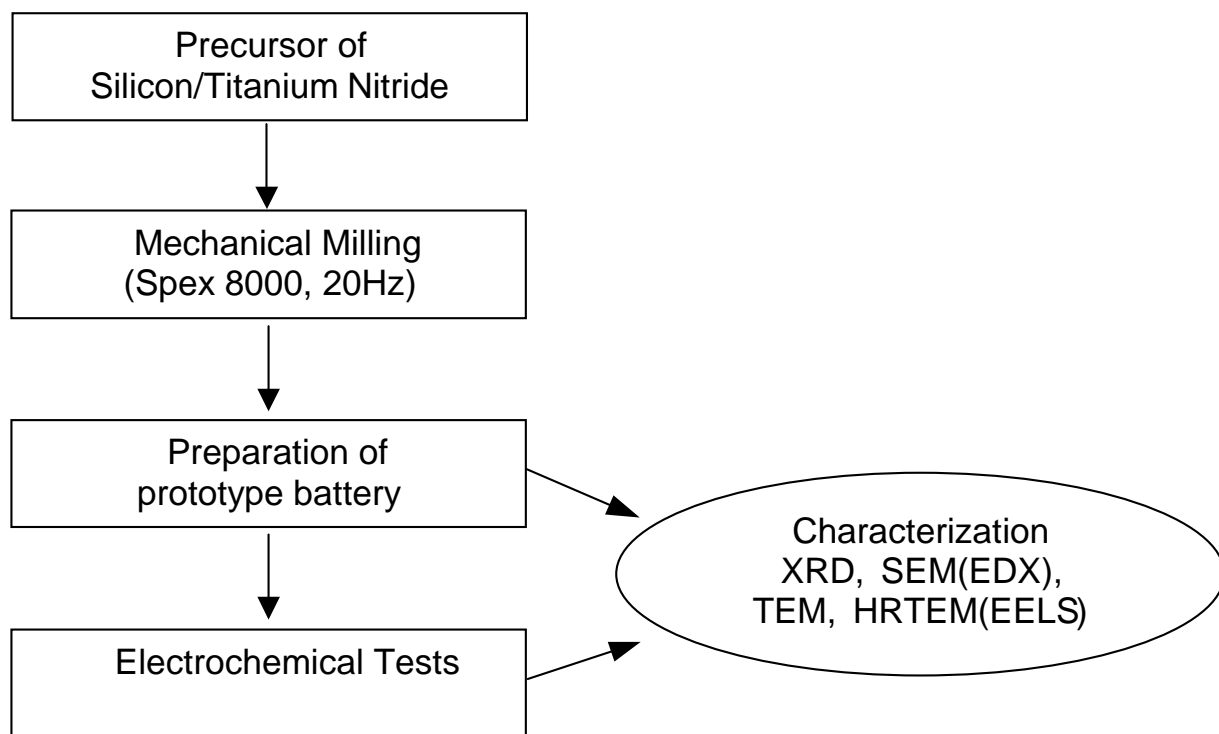 Precursor of
Silicon/Titanium Nitride
Mechanical Milling
(Spex 8000, 20Hz)
Preparation of
prototype battery
Characterization
XRD, SEM(EDX),
TEM, HRTEM(EELS)
Electrochemical Tests